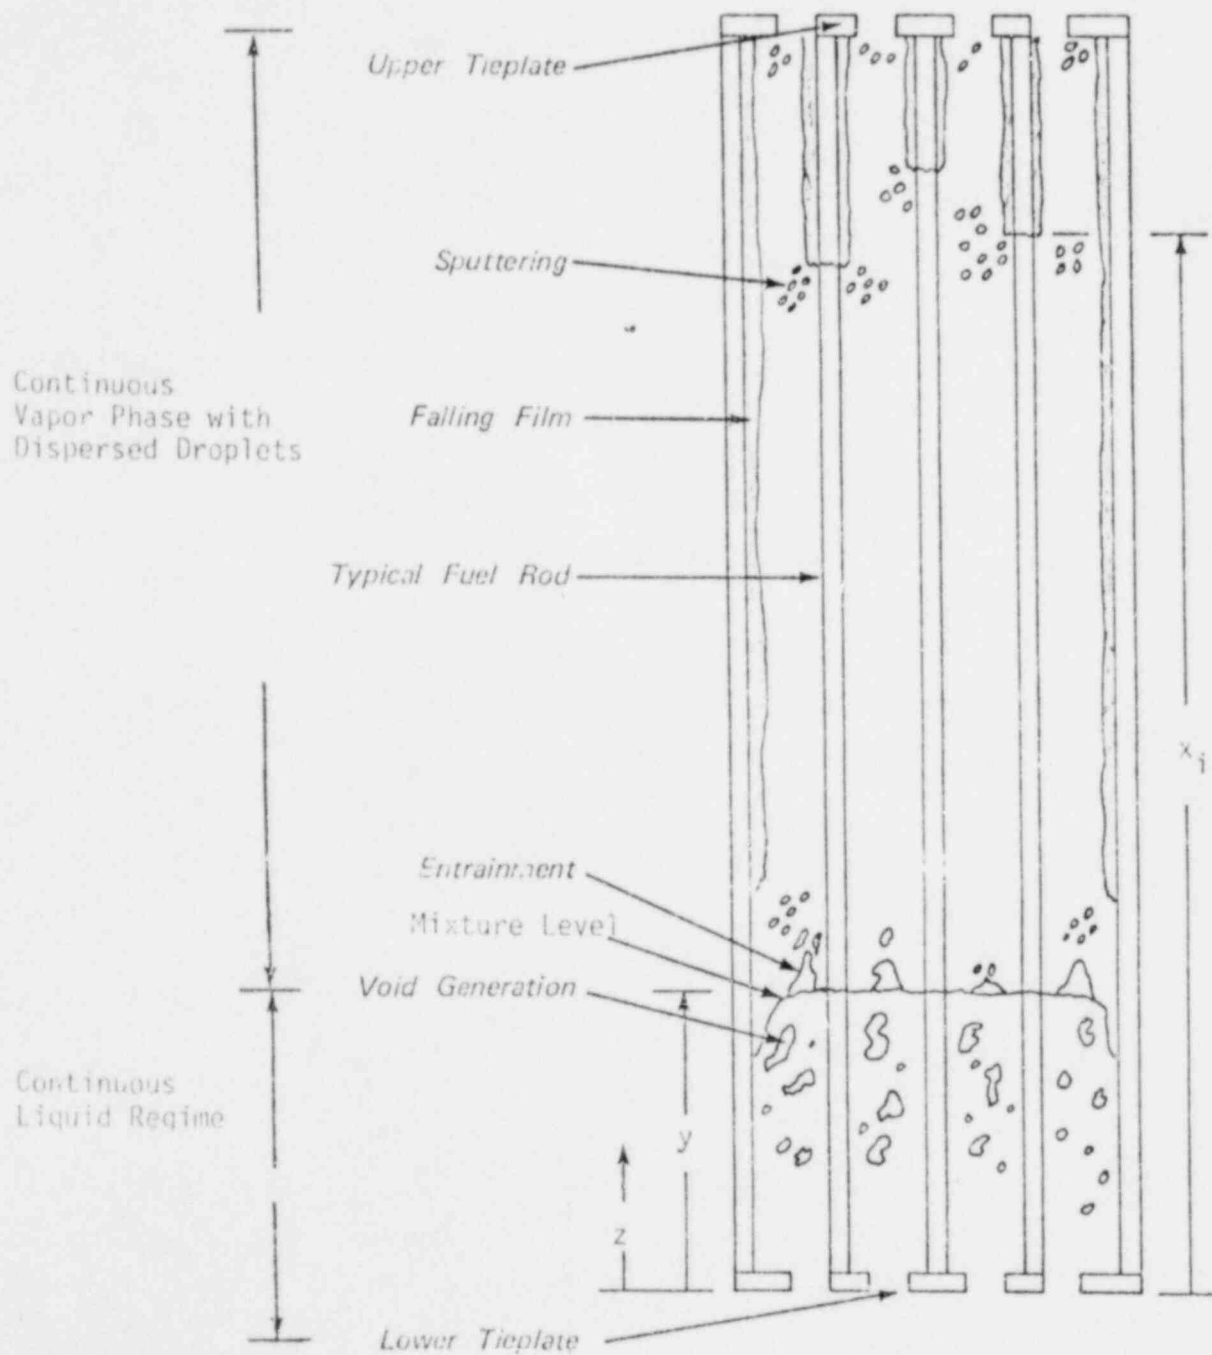 Upper Tieplate
Sputtering
Continuous
Vapor Phase with
Dispersed Droplets
Falling Film
Typical Fuel Rod
x_i
Entrainment
Mixture Level
Void Generation
Continuous
Liquid Regime
y
z
Lower Tieplate